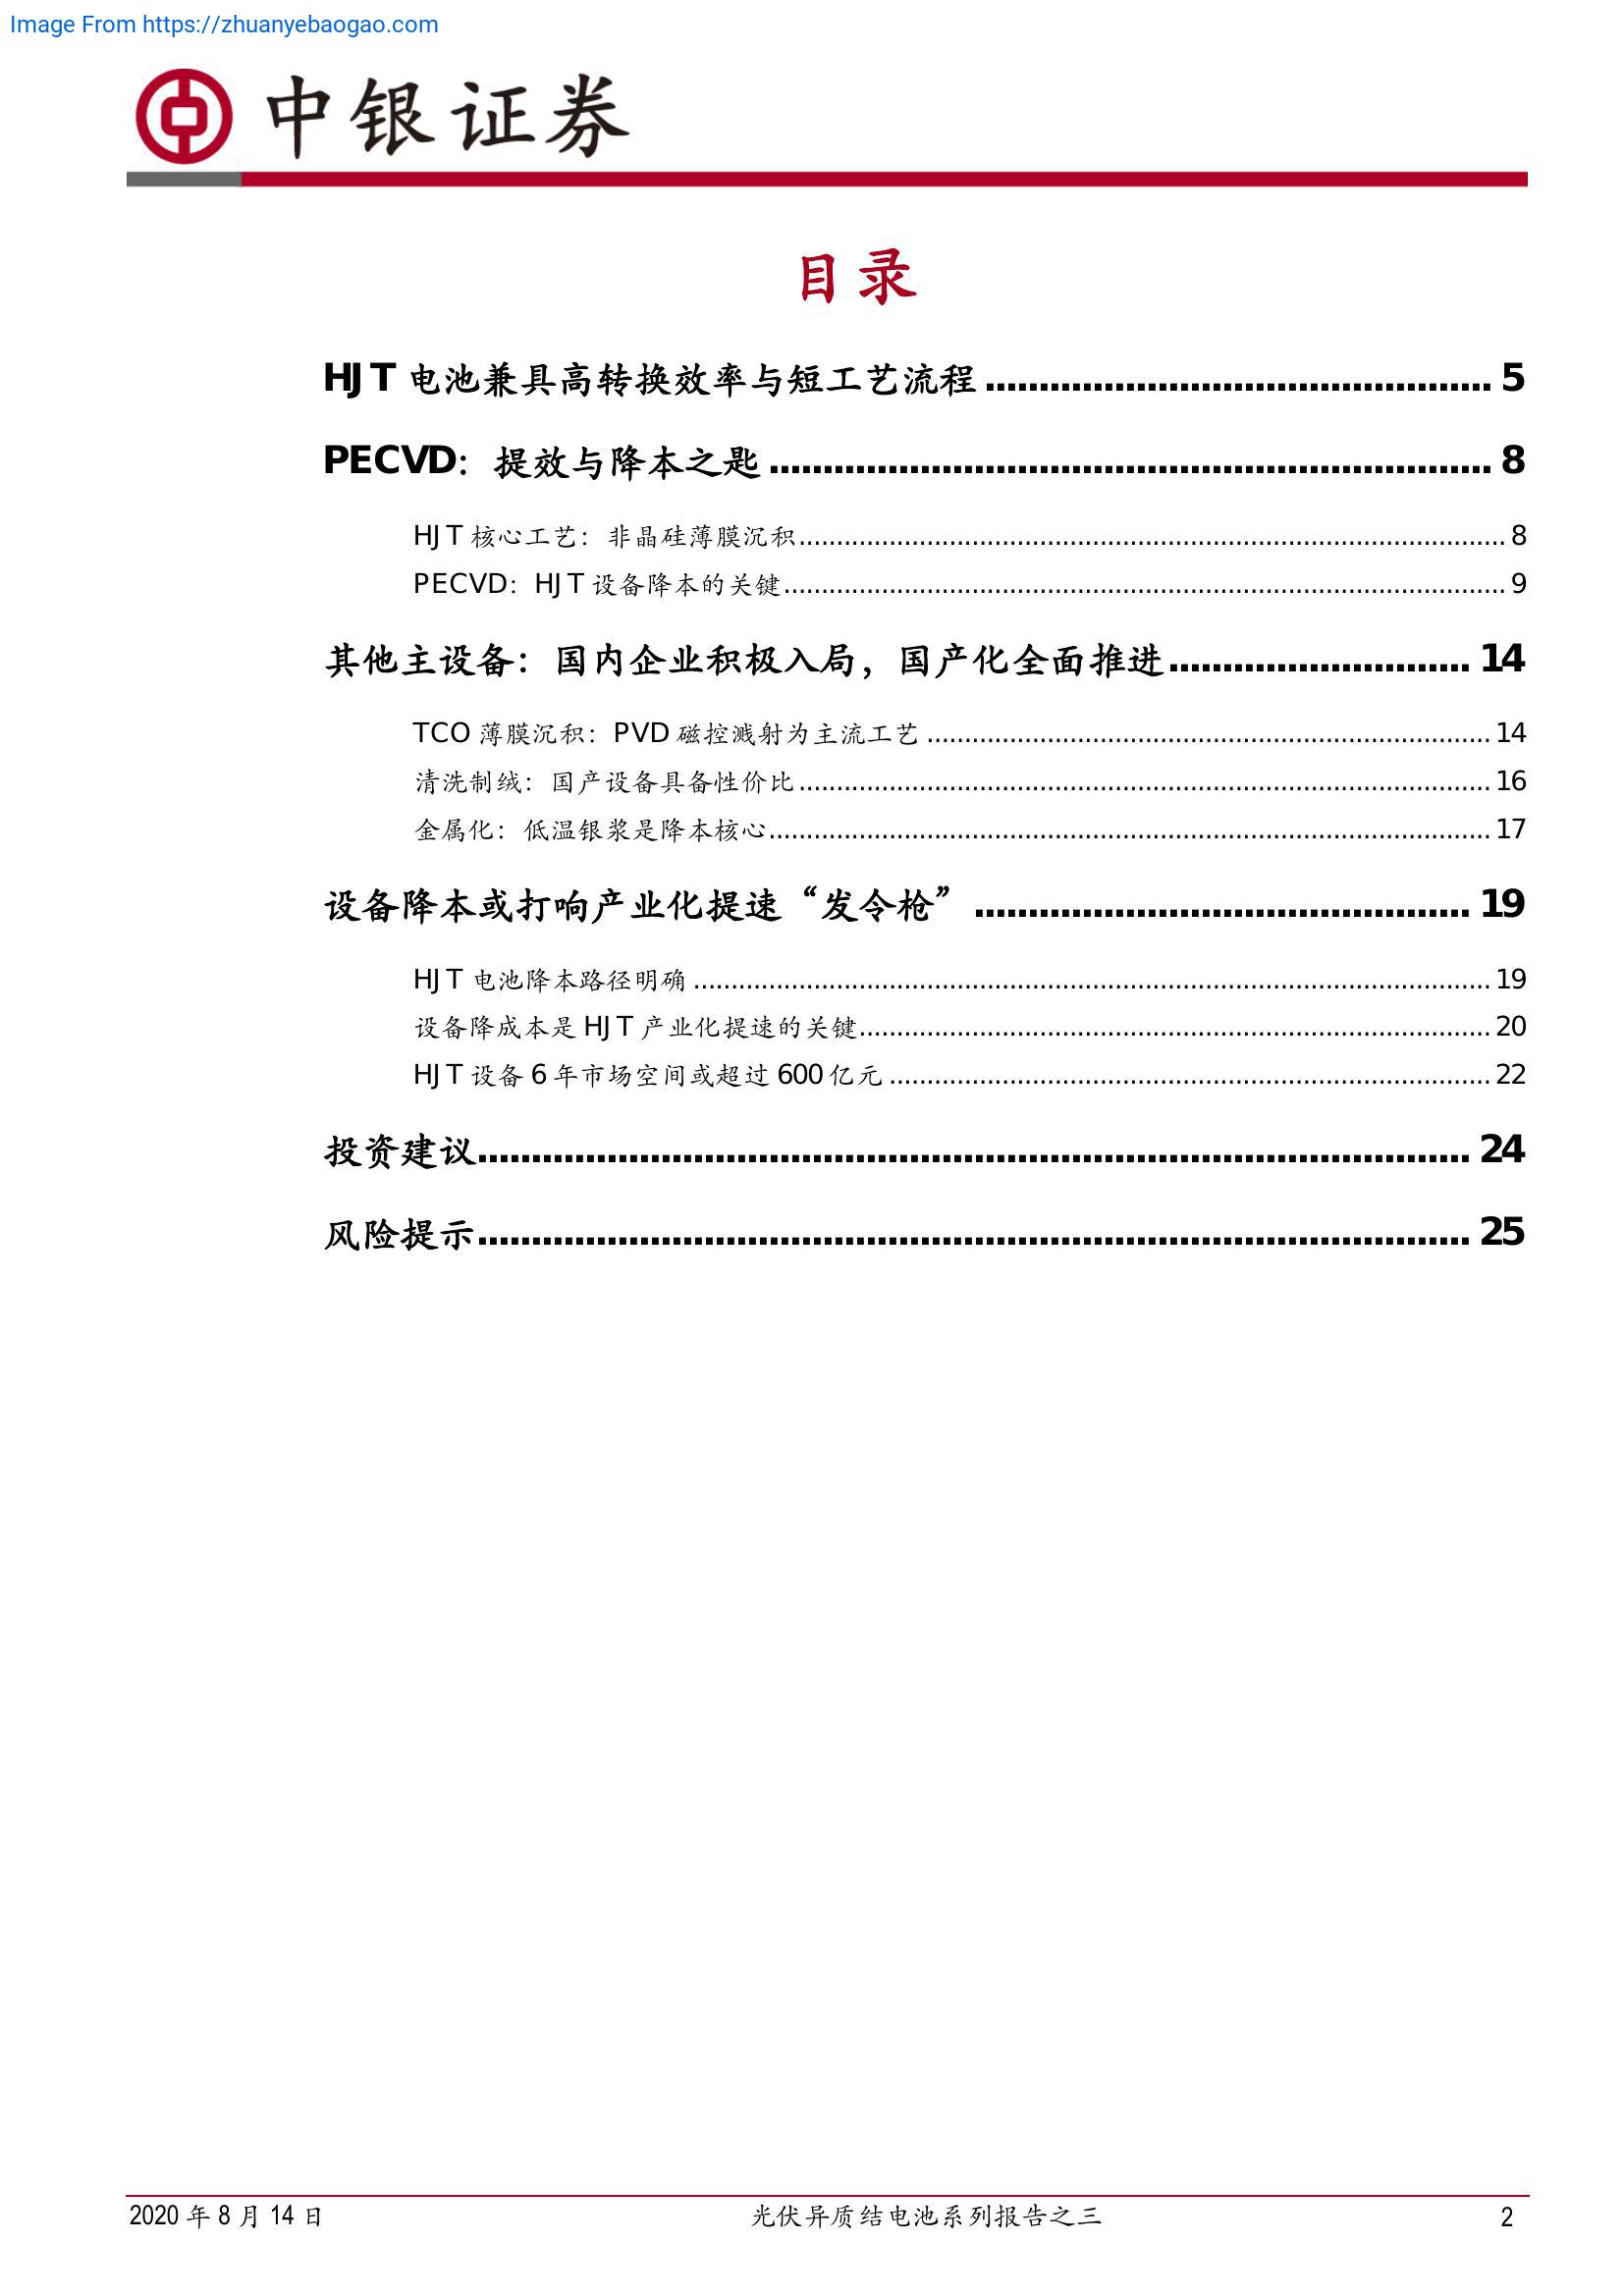 Image From https://zhuanyebaogao.com
中银证券
目录
HJT 电池兼具高转换效率与短工艺流程 ................................................ 5
PECVD：提效与降本之匙 .................................................................... 8
HJT 核心工艺：非晶硅薄膜沉积 ............................................................................................. 8
PECVD：HJT 设备降本的关键 ............................................................................................... 9
其他主设备：国内企业积极入局，国产化全面推进 ............................ 14
TCO 薄膜沉积：PVD 磁控溅射为主流工艺 ........................................................................... 14
清洗制绒：国产设备具备性价比 ........................................................................................... 16
金属化：低温银浆是降本核心 ............................................................................................... 17
设备降本或打响产业化提速“发令枪” .............................................. 19
HJT 电池降本路径明确 ......................................................................................................... 19
设备降成本是 HJT 产业化提速的关键 ................................................................................... 20
HJT 设备 6 年市场空间或超过 600 亿元 ............................................................................... 22
投资建议 ............................................................................................ 24
风险提示 ............................................................................................ 25
2020 年 8 月 14 日 光伏异质结电池系列报告之三 2